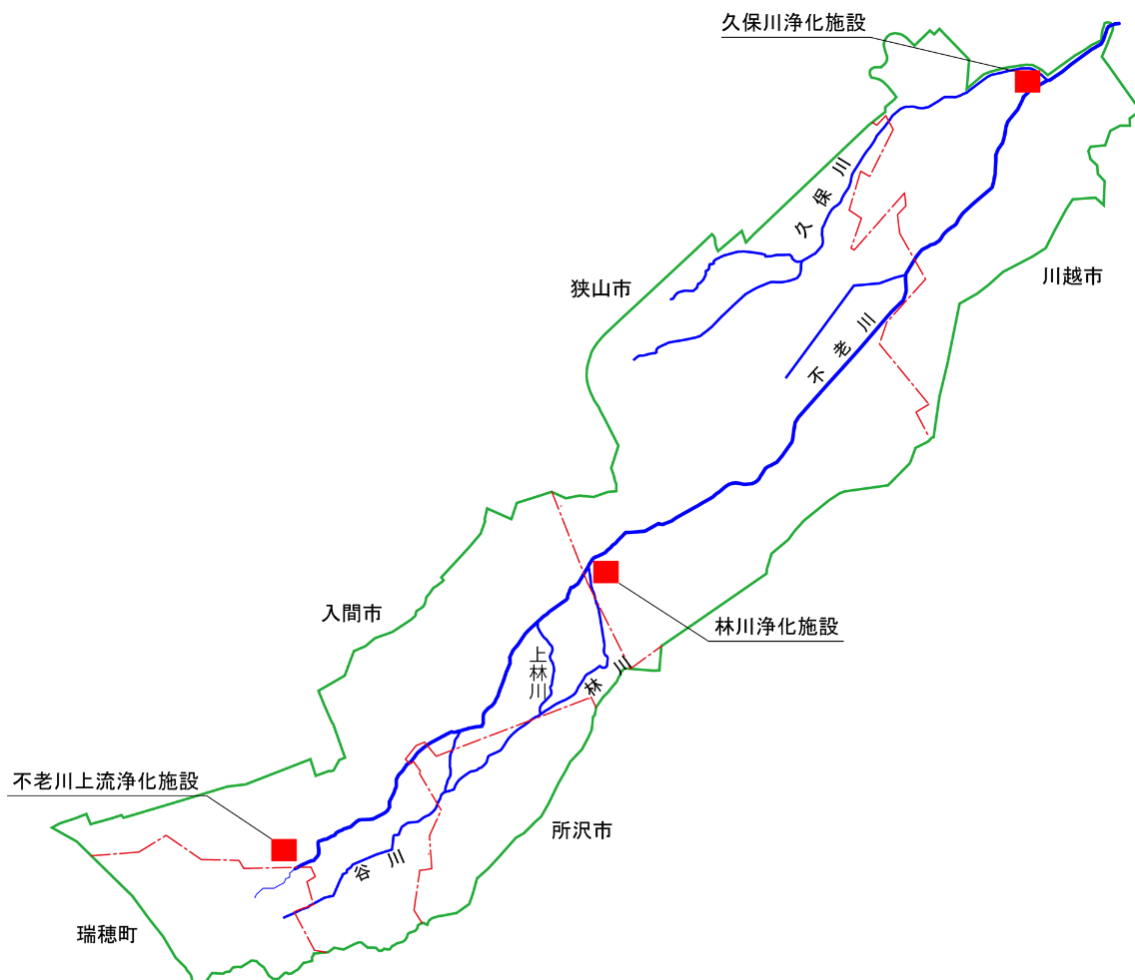 久保川浄化施設
久保川
川越市
狭山市
不老川
入間市
林川浄化施設
上林川
林川
不老川上流浄化施設
所沢市
谷川
瑞穂町